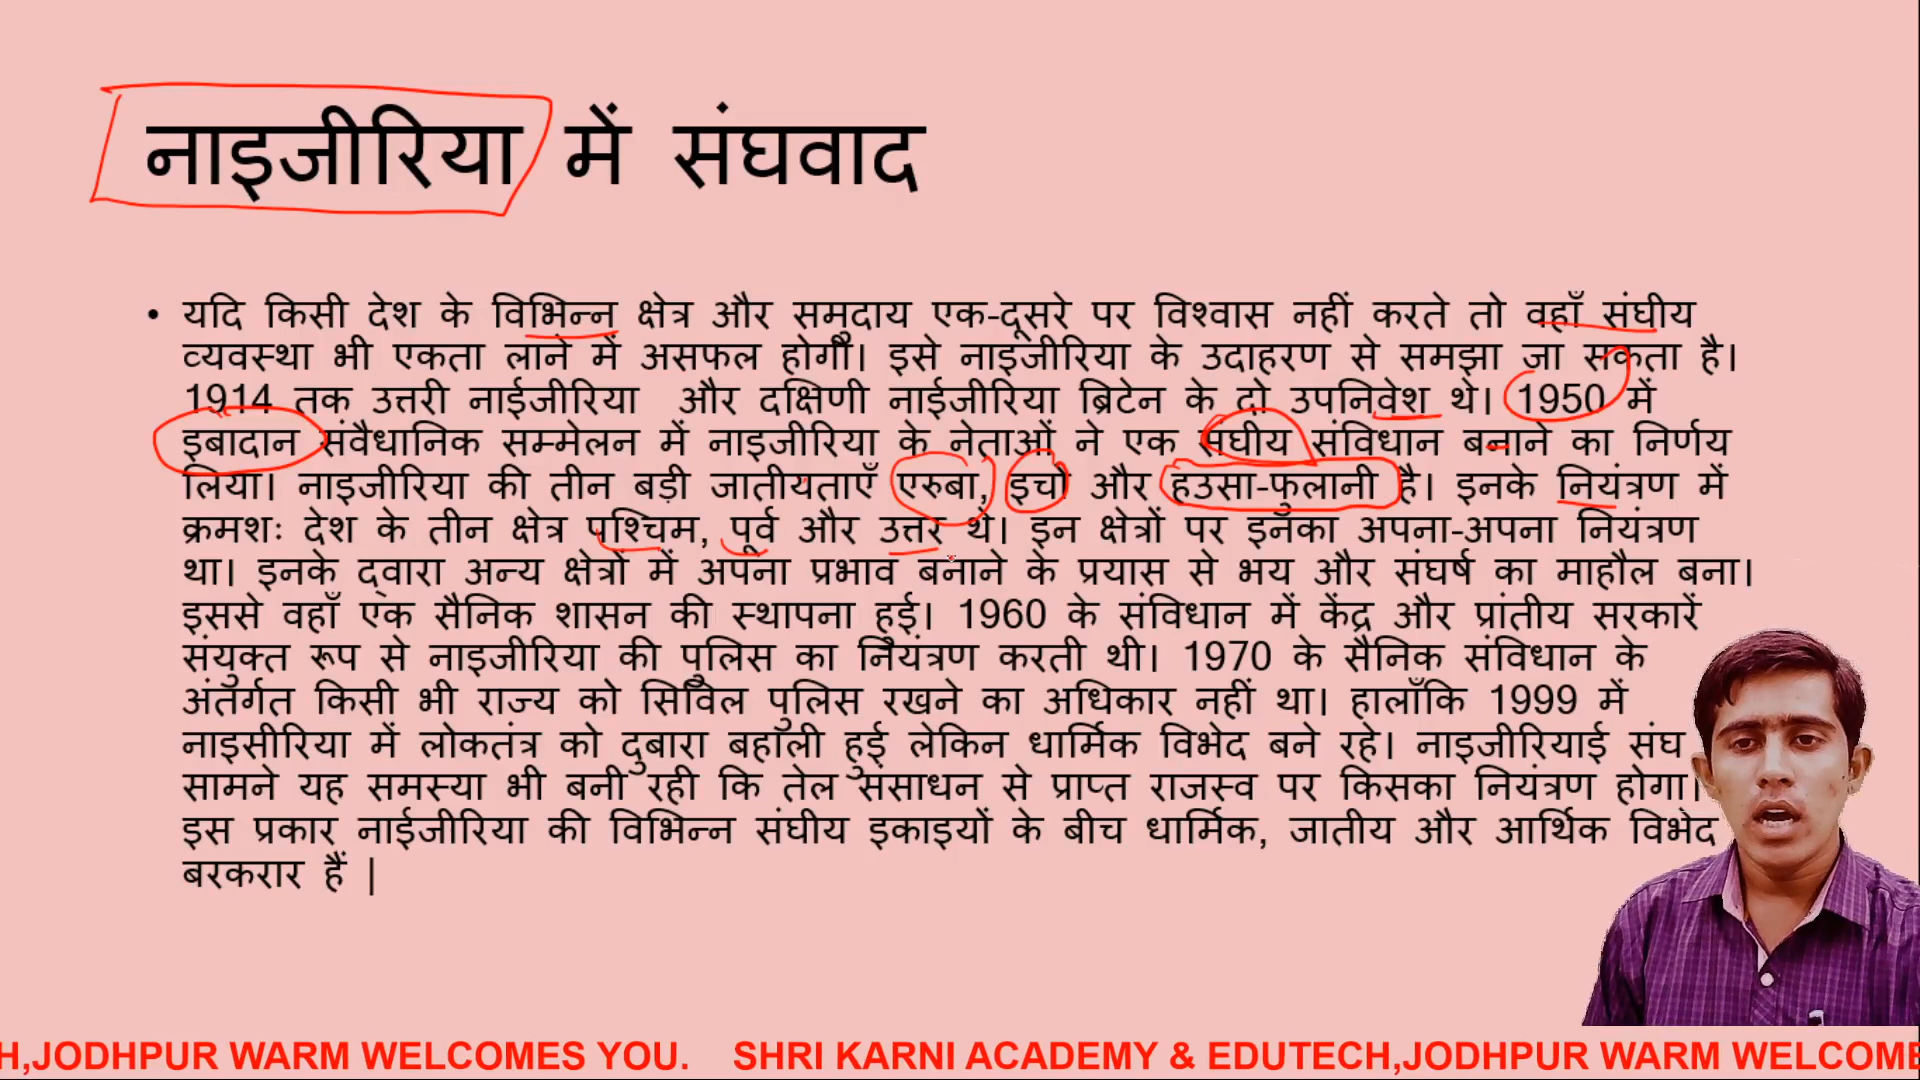 नाइजीरिया में संघवाद
• यदि किसी देश के विभिन्न क्षेत्र और समुदाय एक-दूसरे पर विश्वास नहीं करते तो वहाँ संघीय
व्यवस्था भी एकता लाने में असफल होगी। इसे नाइजीरिया के उदाहरण से समझा जा सकता है।
1914 तक उत्तरी नाईजीरिया और दक्षिणी नाईजीरिया ब्रिटेन के दो उपनिवेश थे। 1950 में
इबादान संवैधानिक सम्मेलन में नाइजीरिया के नेताओं ने एक संघीय संविधान बनाने का निर्णय
लिया। नाइजीरिया की तीन बड़ी जातीयताएँ एरुबा, इचो और हउसा-फुलानी है। इनके नियंत्रण में
क्रमशः देश के तीन क्षेत्र पश्चिम, पूर्व और उत्तर थे। इन क्षेत्रों पर इनका अपना-अपना नियंत्रण
था। इनके द्वारा अन्य क्षेत्रों में अपना प्रभाव बनाने के प्रयास से भय और संघर्ष का माहौल बना।
इससे वहाँ एक सैनिक शासन की स्थापना हुई। 1960 के संविधान में केंद्र और प्रांतीय सरकारें
संयुक्त रूप से नाइजीरिया की पुलिस का नियंत्रण करती थी। 1970 के सैनिक संविधान के
अंतर्गत किसी भी राज्य को सिविल पुलिस रखने का अधिकार नहीं था। हालाँकि 1999 में
नाइसीरिया में लोकतंत्र को दुबारा बहाली हुई लेकिन धार्मिक विभेद बने रहे। नाइजीरियाई संघ
सामने यह समस्या भी बनी रही कि तेल संसाधन से प्राप्त राजस्व पर किसका नियंत्रण होगा।
इस प्रकार नाईजीरिया की विभिन्न संघीय इकाइयों के बीच धार्मिक, जातीय और आर्थिक विभेद
बरकरार हैं |
H,JODHPUR WARM WELCOMES YOU. SHRI KARNI ACADEMY & EDUTECH,JODHPUR WARM WELCOME